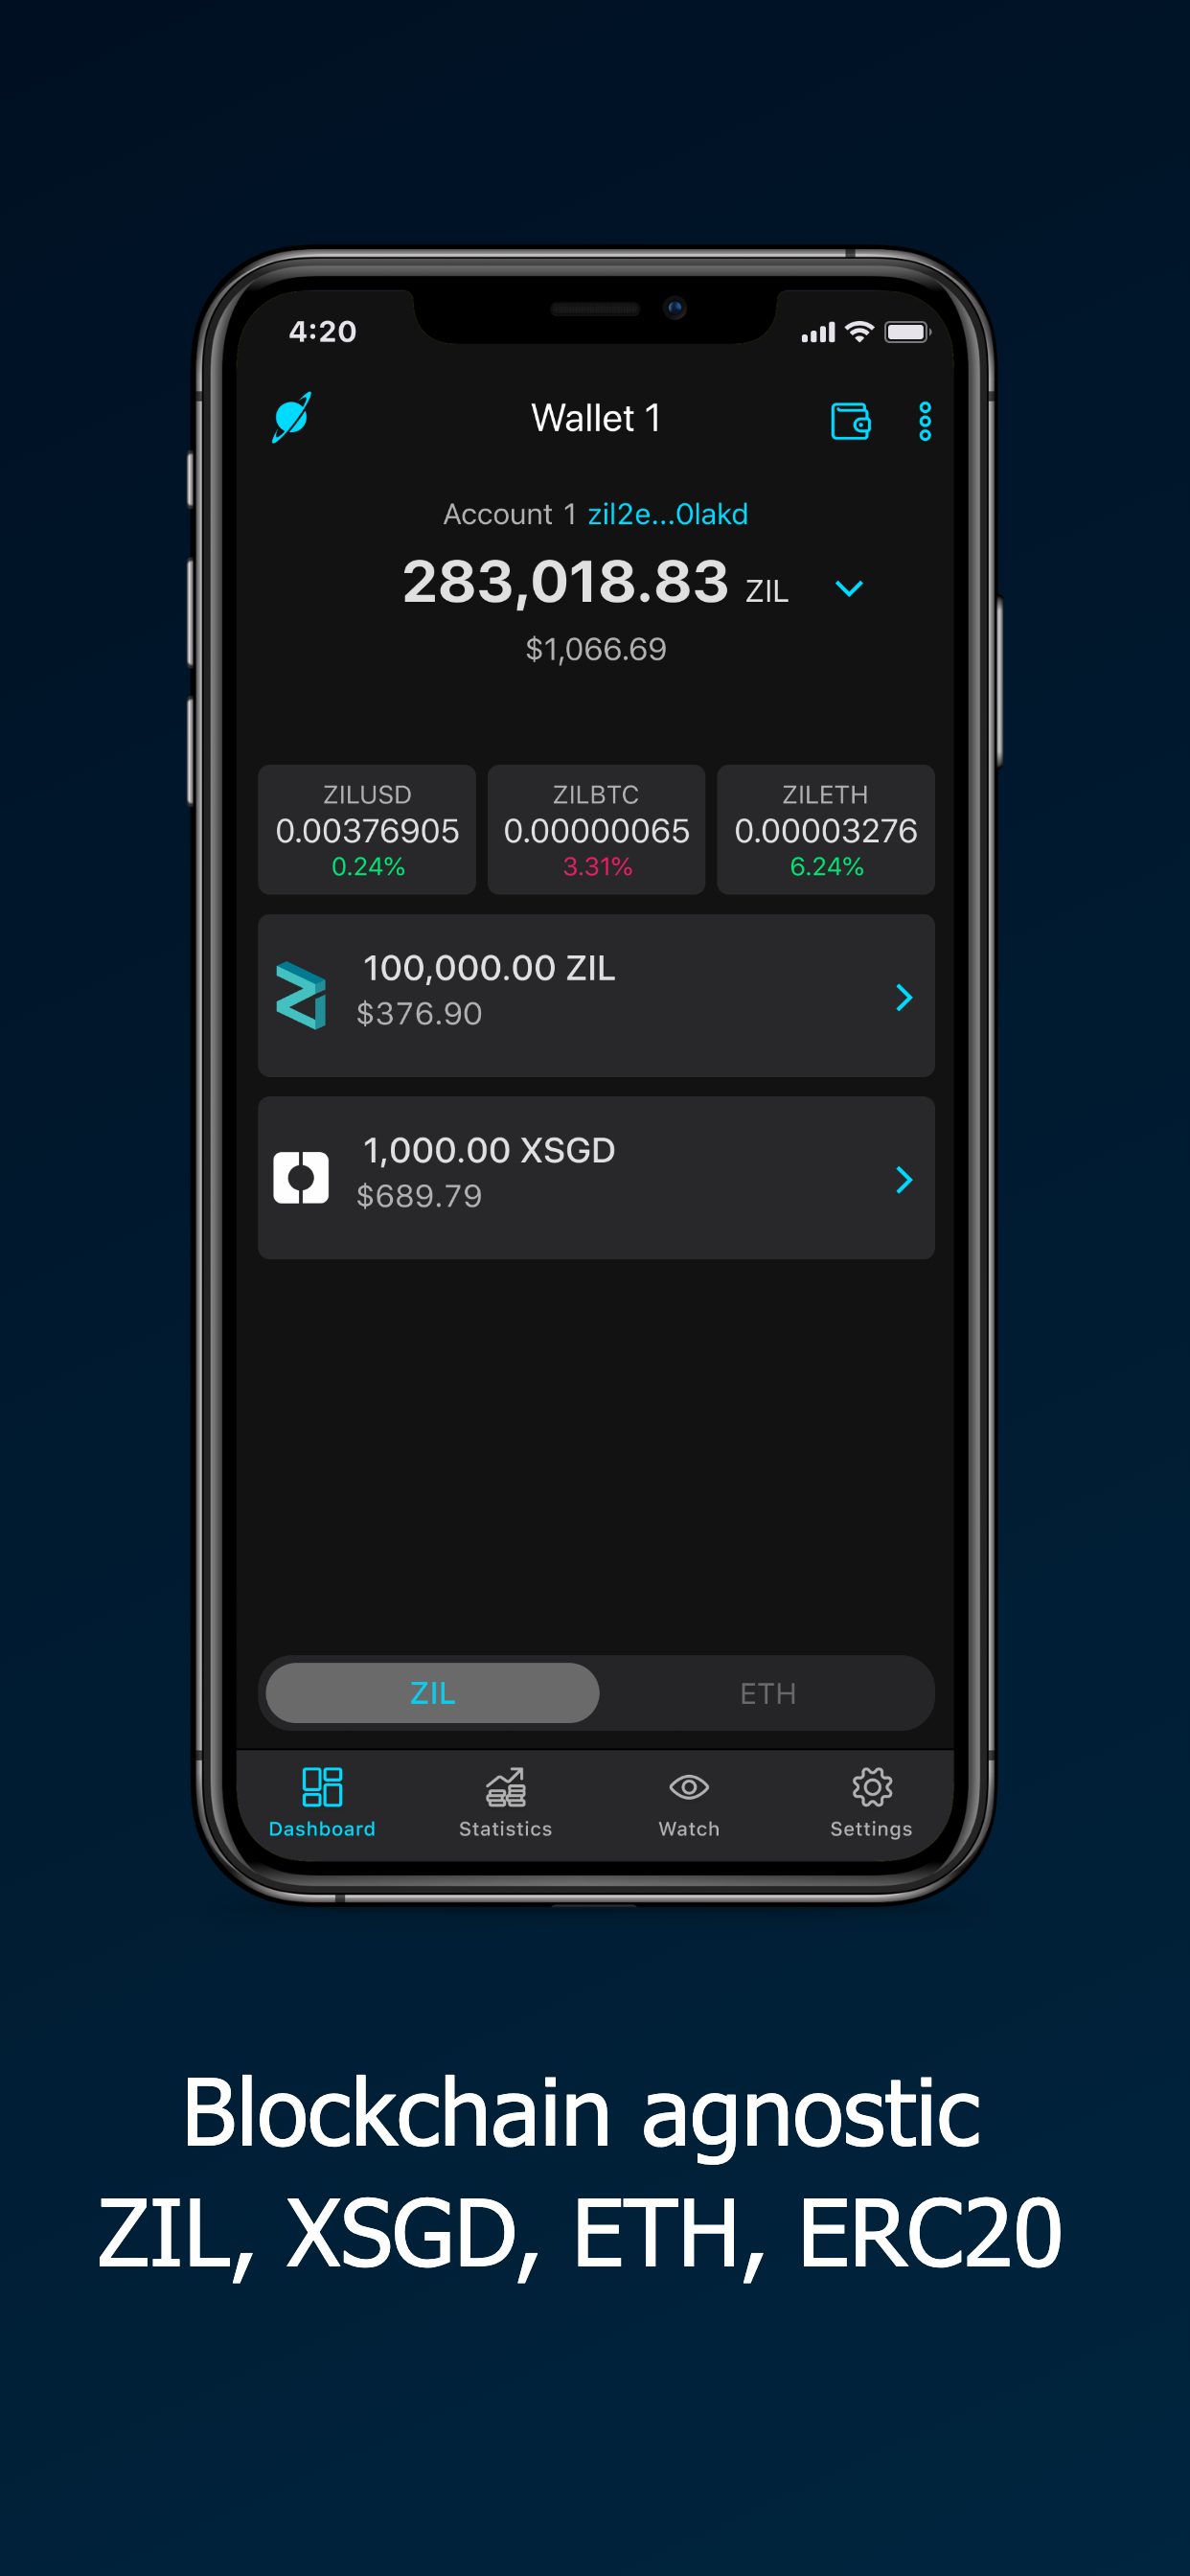 4:20
Wallet 1
Account 1 zil2e...0lakd
283,018.83 ZIL
$1,066.69
ZILUSD ZILBTC ZILETH
0.00376905 0.00000065 0.00003276
0.24% 3.31% 6.24%
100,000.00 ZIL
$376.90
1,000.00 XSGD
$689.79
ZIL ETH
Dashboard Statistics Watch Settings
Blockchain agnostic
ZIL, XSGD, ETH, ERC20